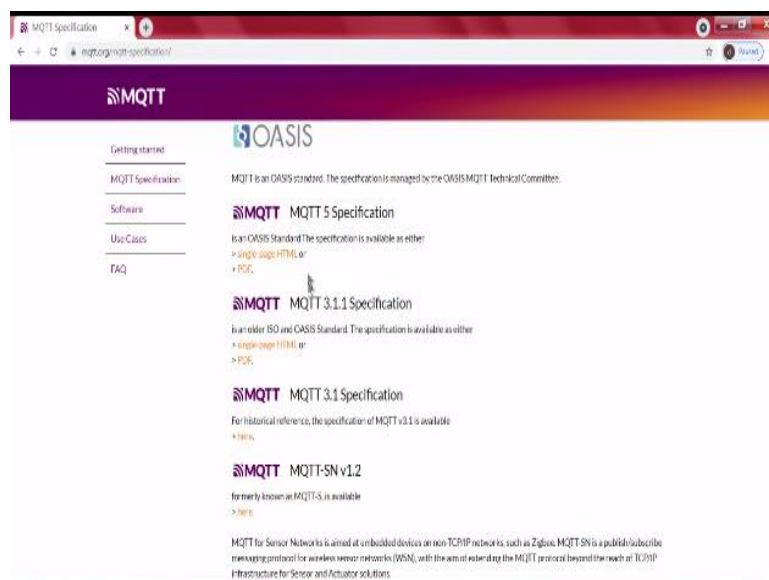 MQTT Specification
mqtt.org/mqtt-specification/
Paused
MQTT
Getting started
MQTT Specification
Software
Use Cases
FAQ
OASIS
MQTT is an OASIS standard. The specification is managed by the OASIS MQTT Technical Committee.
MQTT MQTT 5 Specification
is an OASIS Standard The specification is available as either
> single-page HTML or
> PDF.
MQTT MQTT 3.1.1 Specification
is an older ISO and OASIS Standard. The specification is available as either
> single-page HTML or
> PDF.
MQTT MQTT 3.1 Specification
For historical reference, the specification of MQTT v3.1 is available
> here.
MQTT MQTT-SN v1.2
formerly known as MQTT-S, is available
> here
MQTT for Sensor Networks is aimed at embedded devices on non-TCP/IP networks, such as Zigbee. MQTT-SN is a publish/subscribe
messaging protocol for wireless sensor networks (WSN), with the aim of extending the MQTT protocol beyond the reach of TCP/IP
infrastructure for Sensor and Actuator solutions.